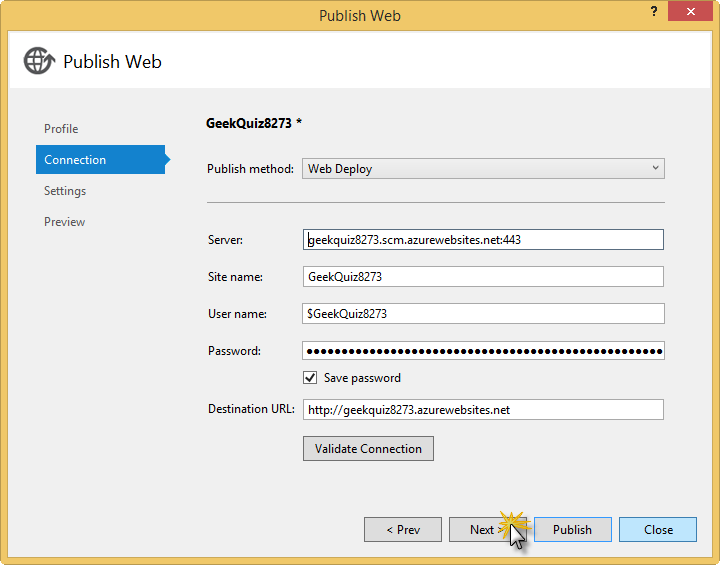 Publish Web
?
Publish Web
Profile
Connection
Settings
Preview
GeekQuiz8273 *
Publish method: Web Deploy
Server: geekquiz8273.scm.azurewebsites.net:443
Site name: GeekQuiz8273
User name: $GeekQuiz8273
Password: ●●●●●●●●●●●●●●●●●●●●●●●●●●●●●●●●●●●●●●●●●●●●●●●●●●●
Save password
Destination URL: http://geekquiz8273.azurewebsites.net
Validate Connection
< Prev Next > Publish Close